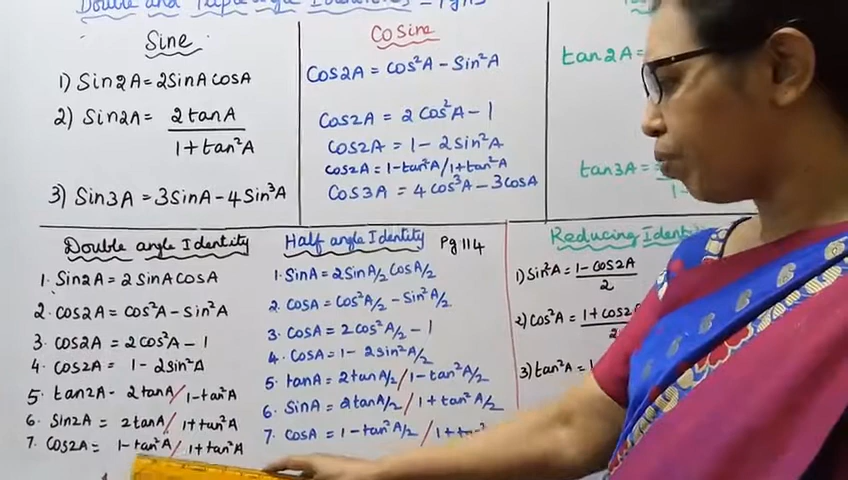 Double and Triple angle Identities - Pg 113
Sine
1) Sin2A = 2SinA cosA
2) Sin2A = 2tanA / 1+tan²A
3) Sin3A = 3SinA - 4Sin³A
Cosine
Cos2A = cos²A - Sin²A
Cos2A = 2 Cos²A - 1
Cos2A = 1 - 2sin²A
cos2A = 1-tan²A/1+tan²A
Cos3A = 4cos³A - 3cosA
tan2A =
tan3A =
Double angle Identity
1. Sin2A = 2 SinA cosA
2. Cos2A = cos²A - sin²A
3. Cos2A = 2cos²A - 1
4. Cos2A = 1 - 2sin²A
5. tan2A - 2tanA/1-tan²A
6. Sin2A = 2tanA/1+tan²A
7. Cos2A = 1-tan²A/1+tan²A
Half angle Identity Pg 114
1. SinA = 2SinA/2 CosA/2
2. CosA = Cos²A/2 - Sin²A/2
3. CosA = 2cos²A/2 - 1
4. CosA = 1 - 2sin²A/2
5. tanA = 2tanA/2/1-tan²A/2
6. SinA = 2tanA/2/1+tan²A/2
7. CosA = 1-tan²A/2/1+
Reducing
1) Sin²A = 1-cos2A / 2
2) Cos²A = 1+cos2 / 2
3) tan²A = 1